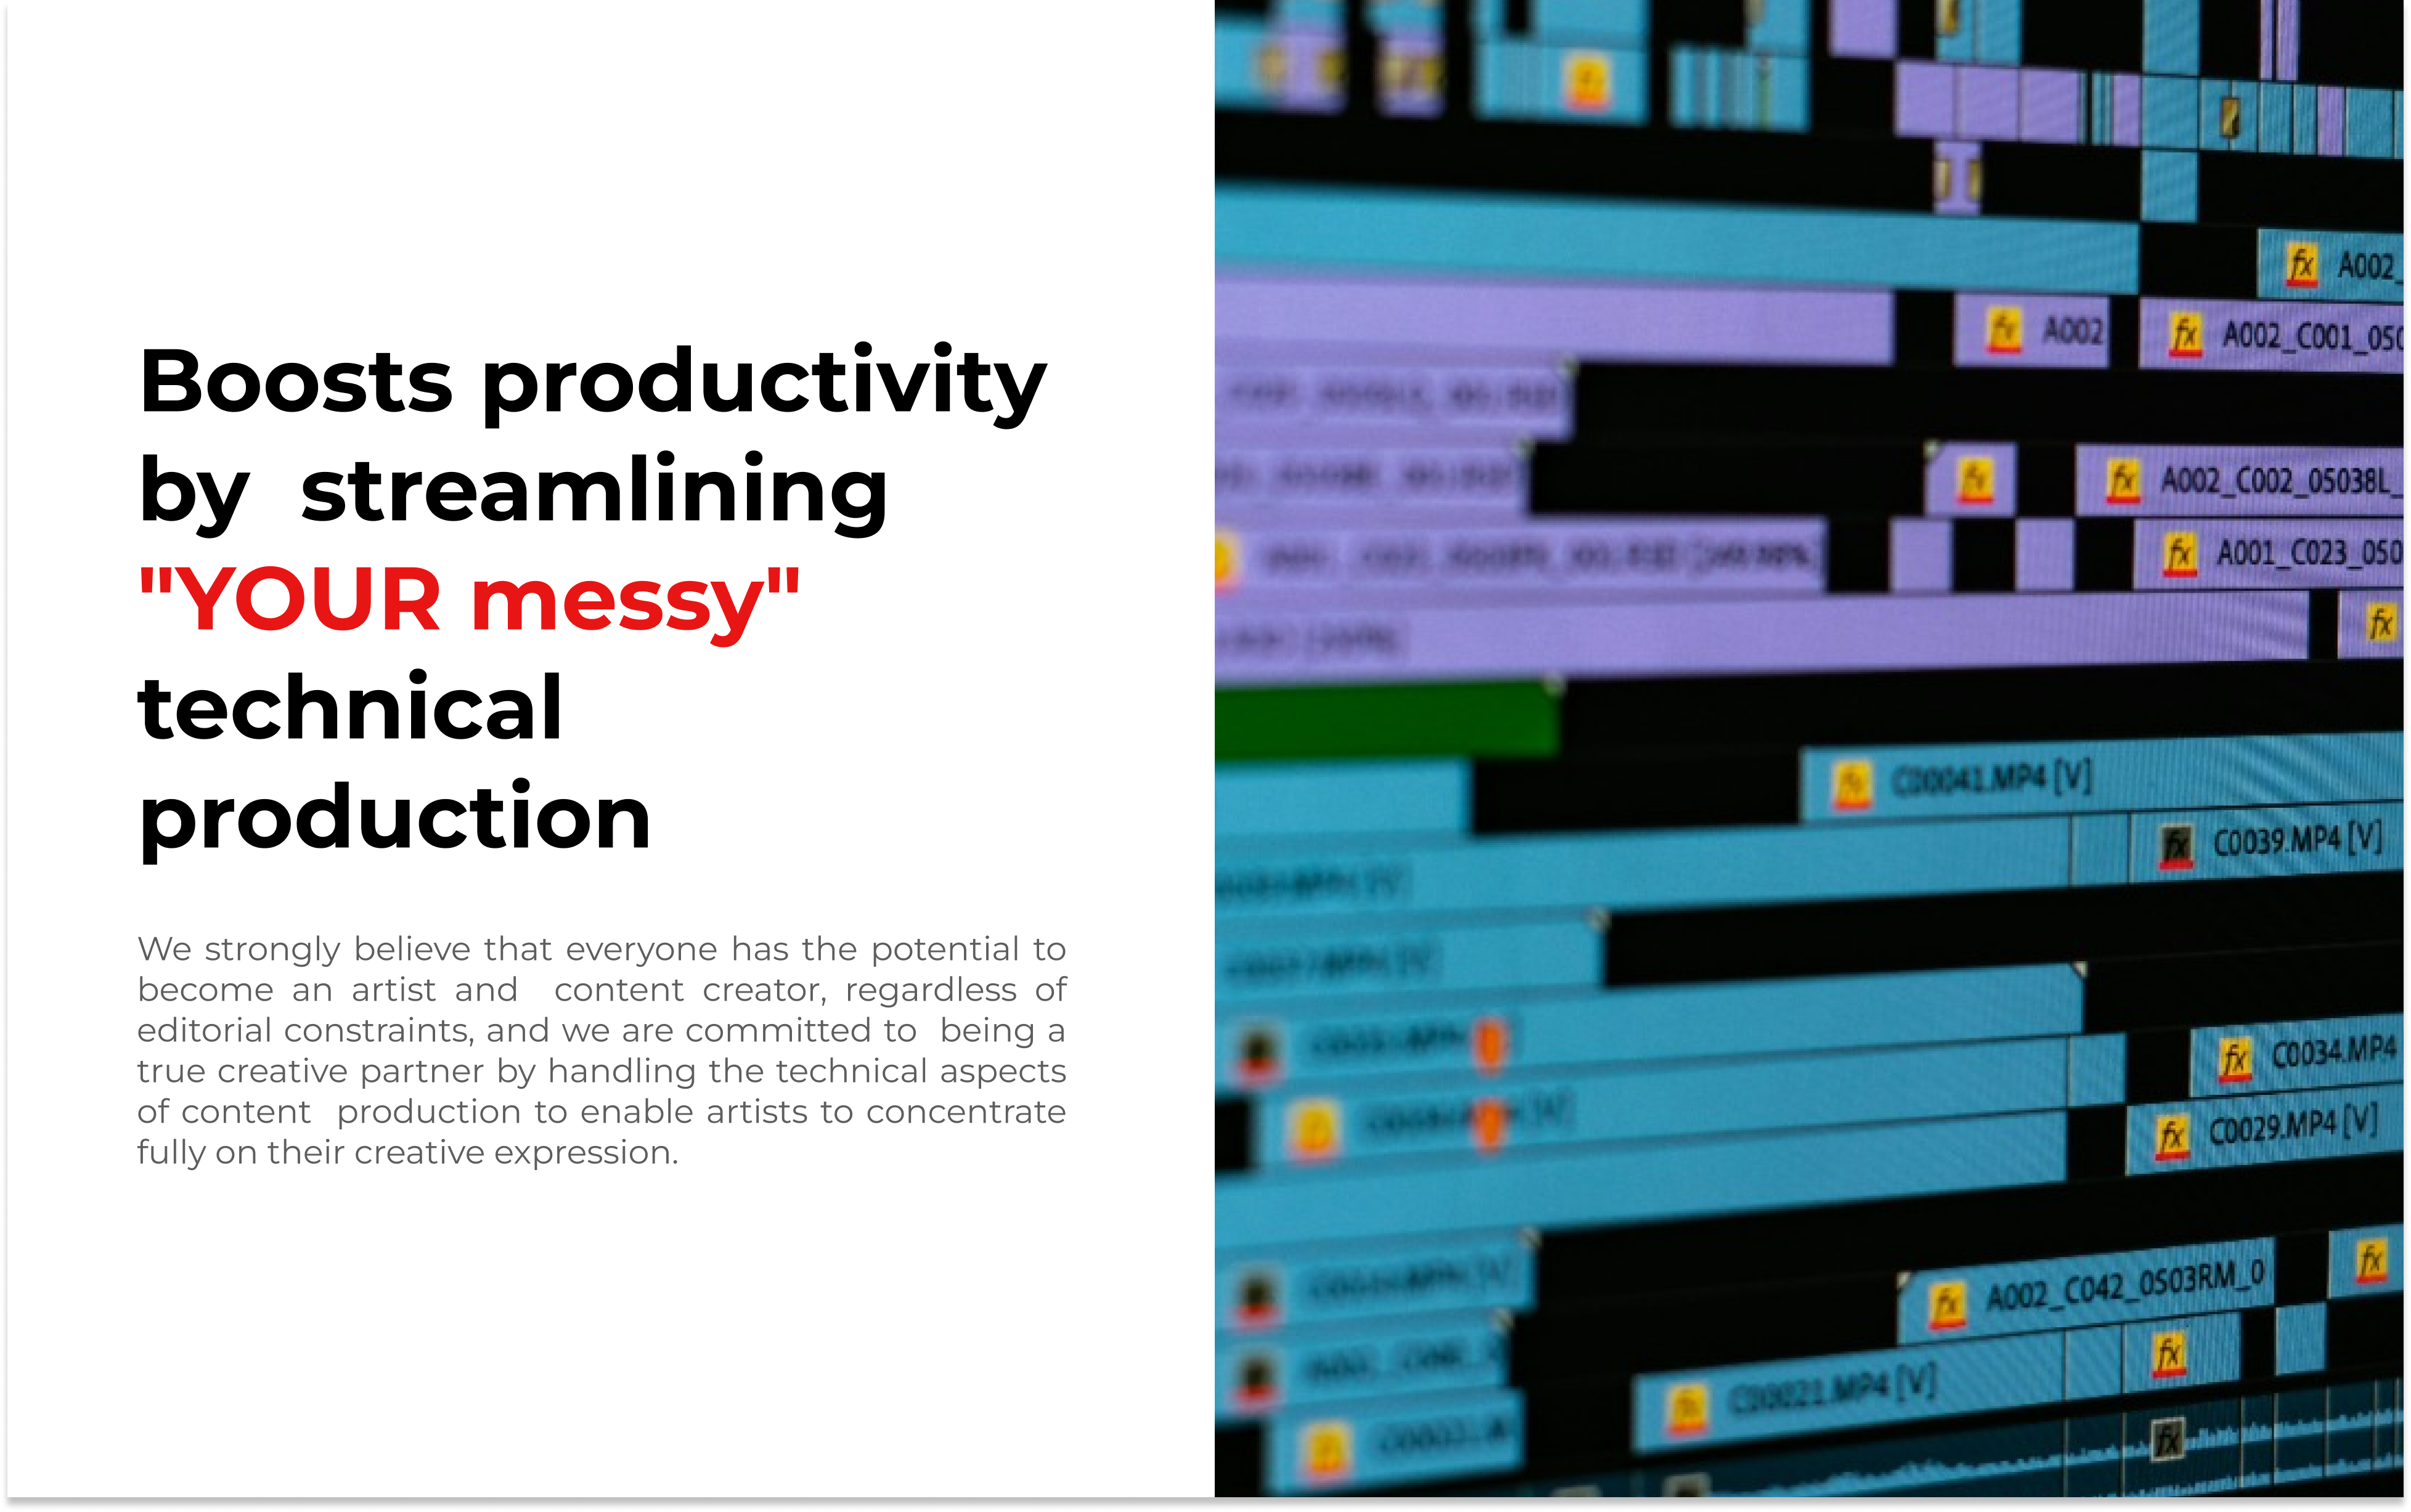 Boosts productivity
by  streamlining
"YOUR messy"
technical
production
We strongly believe that everyone has the potential to
become an artist and  content creator, regardless of
editorial constraints, and we are committed to  being a
true creative partner by handling the technical aspects
of content  production to enable artists to concentrate
fully on their creative expression.
fx A002_
fx A002
fx A002_C001_050
fx
fx A002_C002_05038L_
fx A001_C023_050
fx
fx C00041.MP4 [V]
fx C0039.MP4 [V]
fx C0034.MP4
fx C0029.MP4 [V]
fx
fx A002_C042_0503RM_0
fx
fx C00021.MP4 [V]
fx